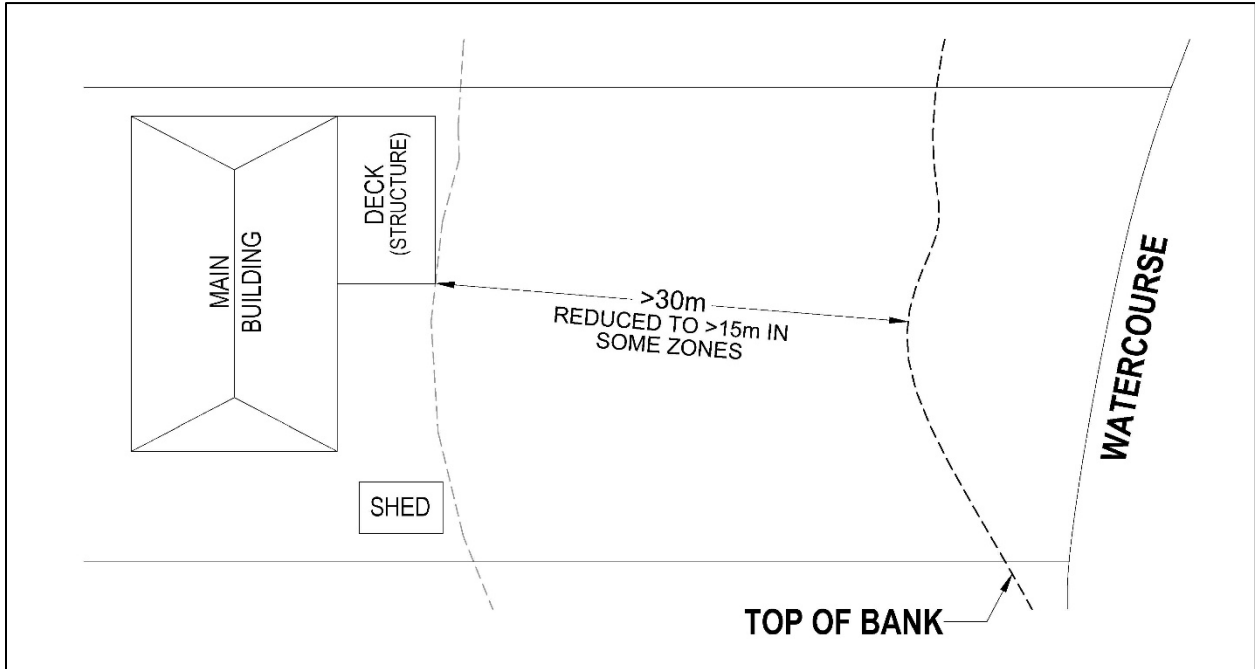 MAIN
BUILDING
DECK
(STRUCTURE)
>30m
REDUCED TO >15m IN
SOME ZONES
WATERCOURSE
SHED
TOP OF BANK